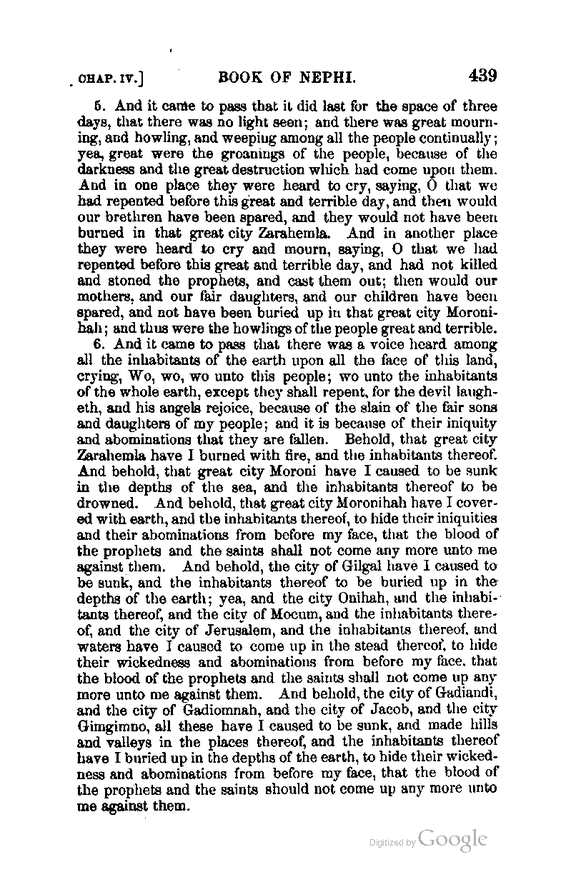 CHAP. IV.] BOOK OF NEPHI. 439
5. And it came to pass that it did last for the space of three
days, that there was no light seen; and there was great mourn-
ing, and howling, and weeping among all the people continually;
yea, great were the groanings of the people, because of the
darkness and the great destruction which had come upon them.
And in one place they were heard to cry, saying, O that we
had repented before this great and terrible day, and then would
our brethren have been spared, and they would not have been
burned in that great city Zarahemla. And in another place
they were heard to cry and mourn, saying, O that we had
repented before this great and terrible day, and had not killed
and stoned the prophets, and cast them out; then would our
mothers, and our fair daughters, and our children have been
spared, and not have been buried up in that great city Moroni-
hah; and thus were the howlings of the people great and terrible.
6. And it came to pass that there was a voice heard among
all the inhabitants of the earth upon all the face of this land,
crying, Wo, wo, wo unto this people; wo unto the inhabitants
of the whole earth, except they shall repent, for the devil laugh-
eth, and his angels rejoice, because of the slain of the fair sons
and daughters of my people; and it is because of their iniquity
and abominations that they are fallen. Behold, that great city
Zarahemla have I burned with fire, and the inhabitants thereof.
And behold, that great city Moroni have I caused to be sunk
in the depths of the sea, and the inhabitants thereof to be
drowned. And behold, that great city Moronihah have I cover-
ed with earth, and the inhabitants thereof, to hide their iniquities
and their abominations from before my face, that the blood of
the prophets and the saints shall not come any more unto me
against them. And behold, the city of Gilgal have I caused to
be sunk, and the inhabitants thereof to be buried up in the
depths of the earth; yea, and the city Onihah, and the inhabi-
tants thereof, and the city of Mocum, and the inhabitants there-
of, and the city of Jerusalem, and the inhabitants thereof, and
waters have I caused to come up in the stead thereof, to hide
their wickedness and abominations from before my face, that
the blood of the prophets and the saints shall not come up any
more unto me against them. And behold, the city of Gadiandi,
and the city of Gadiomnah, and the city of Jacob, and the city
Gimgimno, all these have I caused to be sunk, and made hills
and valleys in the places thereof, and the inhabitants thereof
have I buried up in the depths of the earth, to hide their wicked-
ness and abominations from before my face, that the blood of
the prophets and the saints should not come up any more unto
me against them.
Digitized by Google